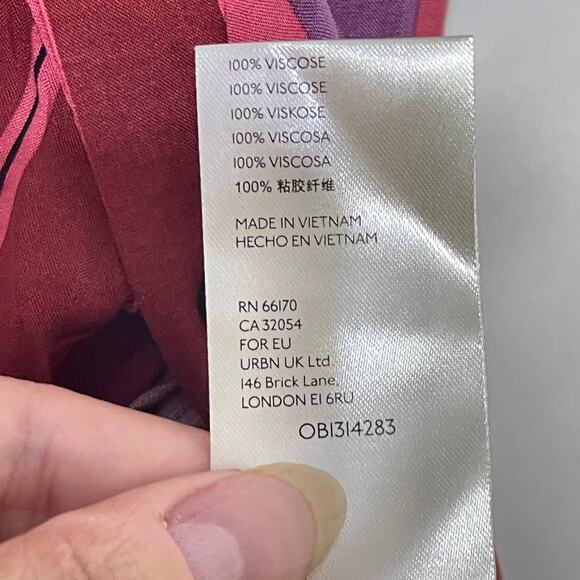 100% VISCOSE
100% VISCOSE
100% VISKOSE
100% VISCOSA
100% VISCOSA
100% 粘胶纤维
MADE IN VIETNAM
HECHO EN VIETNAM
RN 66170
CA 32054
FOR EU
URBN UK Ltd.
146 Brick Lane,
LONDON E1 6RU
OB1314283